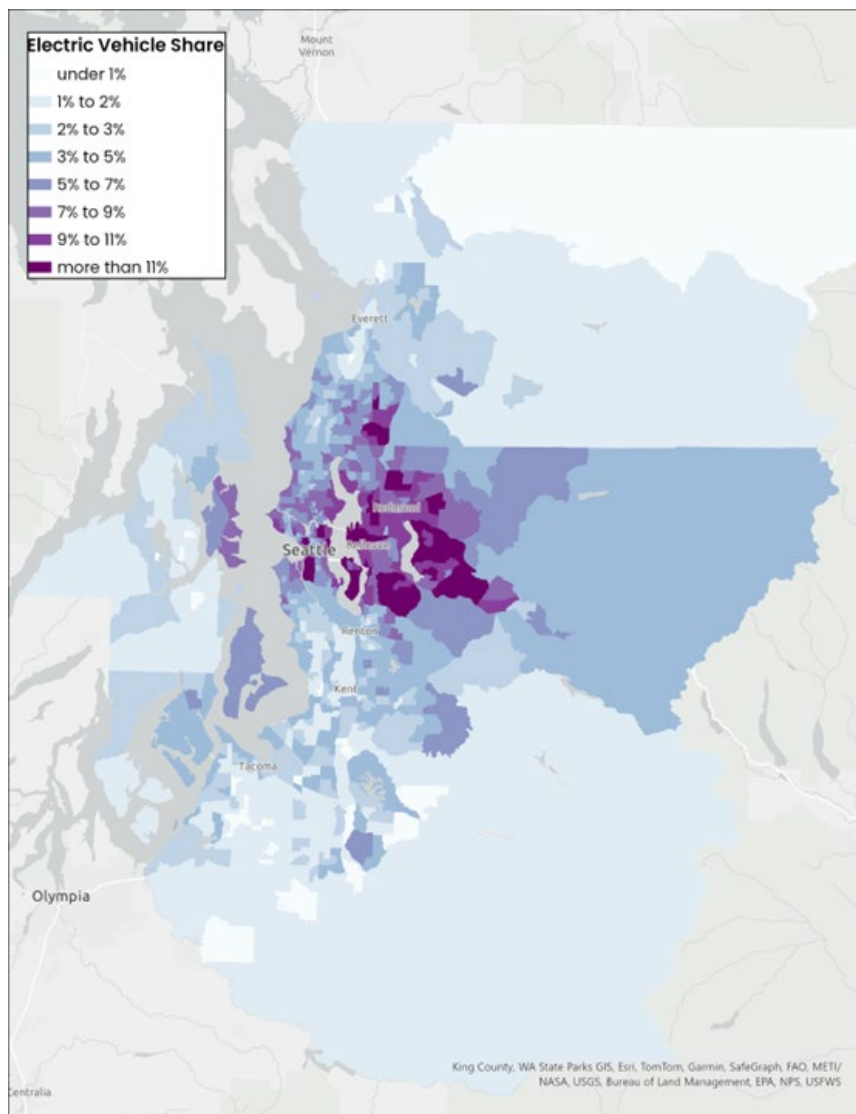 Electric Vehicle Share
under 1%
1% to 2%
2% to 3%
3% to 5%
5% to 7%
7% to 9%
9% to 11%
more than 11%
Mount
Vernon
Everett
Redmond
Seattle
Bellevue
Renton
Kent
Tacoma
Olympia
Centralia
King County, WA State Parks GIS, Esri, TomTom, Garmin, SafeGraph, FAO, METI/
NASA, USGS, Bureau of Land Management, EPA, NPS, USFWS